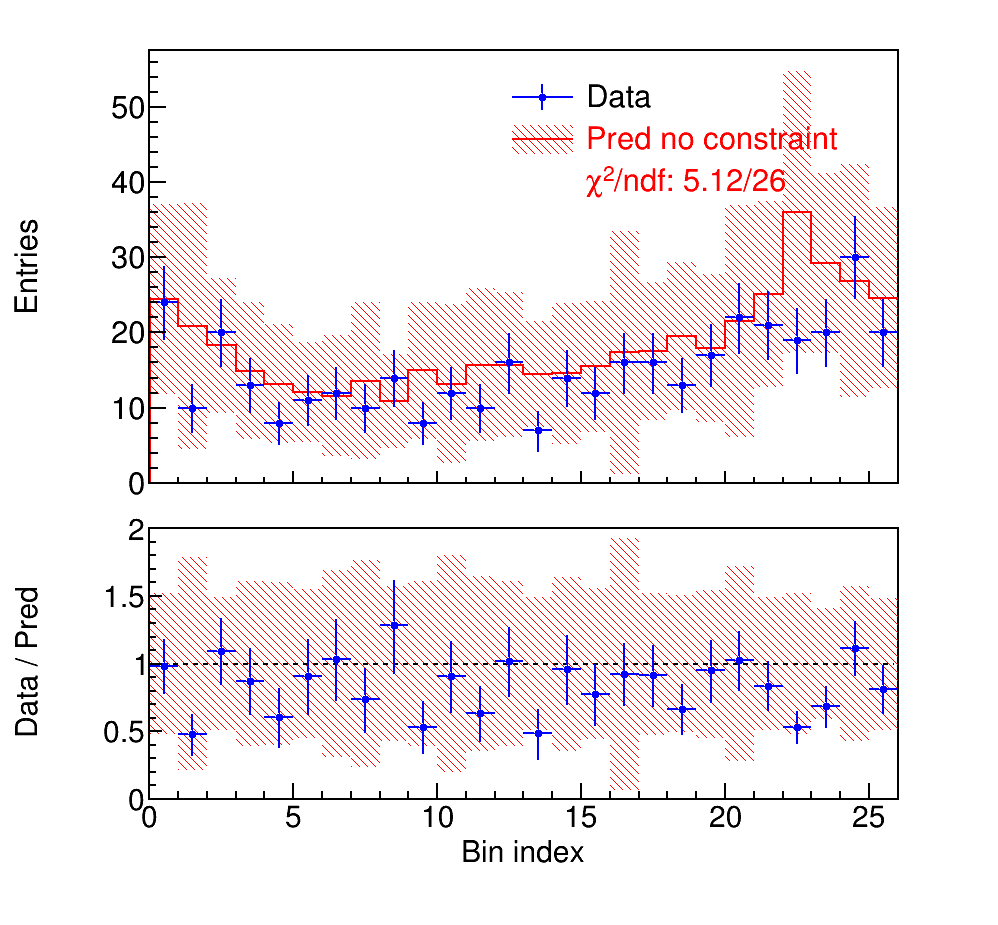 Entries
50
40
30
20
10
0
Data
Pred no constraint
χ²/ndf: 5.12/26
Data / Pred
2
1.5
1
0.5
0
0 5 10 15 20 25
Bin index